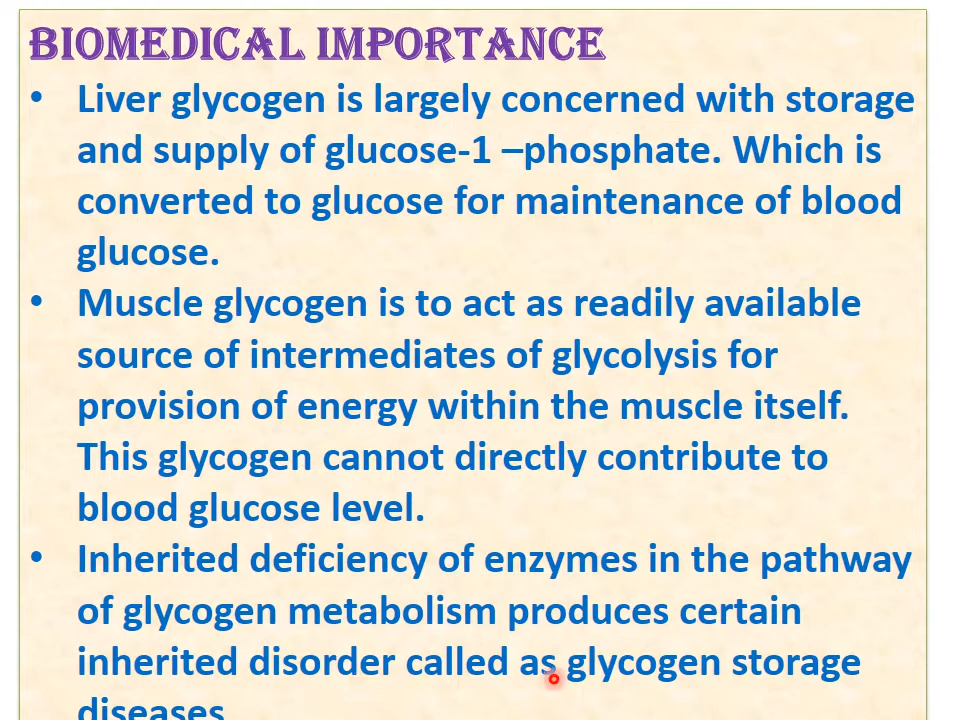 BIOMEDICAL IMPORTANCE
• Liver glycogen is largely concerned with storage
and supply of glucose-1 –phosphate. Which is
converted to glucose for maintenance of blood
glucose.
• Muscle glycogen is to act as readily available
source of intermediates of glycolysis for
provision of energy within the muscle itself.
This glycogen cannot directly contribute to
blood glucose level.
• Inherited deficiency of enzymes in the pathway
of glycogen metabolism produces certain
inherited disorder called as glycogen storage
diseases